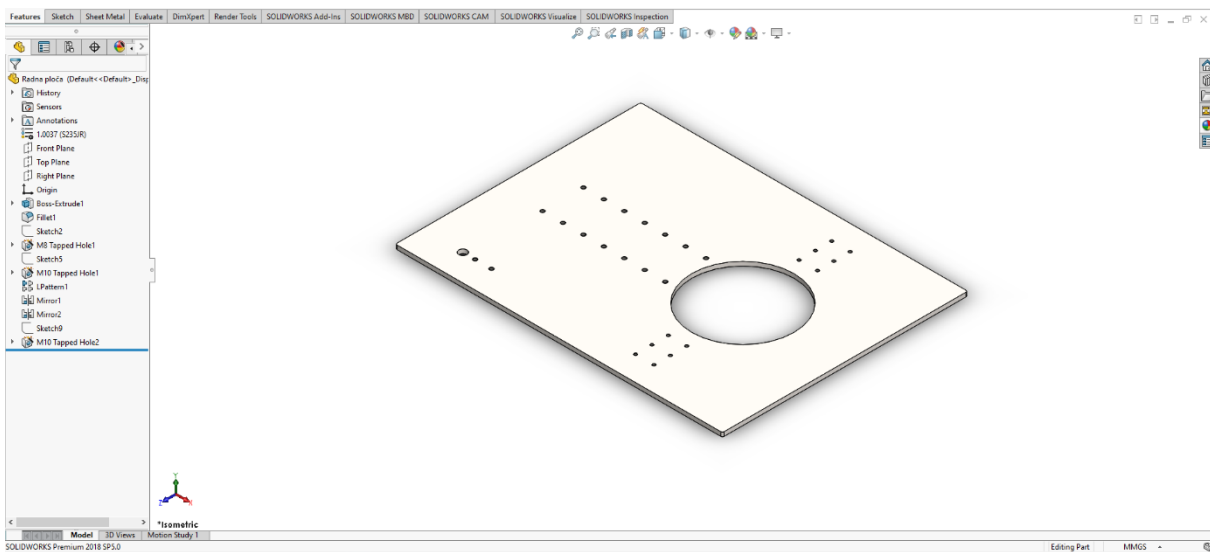 Features Sketch Sheet Metal Evaluate DimXpert Render Tools SOLIDWORKS Add-Ins SOLIDWORKS MBD SOLIDWORKS CAM SOLIDWORKS Visualize SOLIDWORKS Inspection
Radna ploča (Default<<Default>_Disp
History
Sensors
Annotations
1.0037 (S235JR)
Front Plane
Top Plane
Right Plane
Origin
Boss-Extrude1
Fillet1
Sketch2
M8 Tapped Hole1
Sketch5
M10 Tapped Hole1
LPattern1
Mirror1
Mirror2
Sketch9
M10 Tapped Hole2
Y
Z X
*Isometric
Model 3D Views Motion Study 1
SOLIDWORKS Premium 2018 SP5.0 Editing Part MMGS